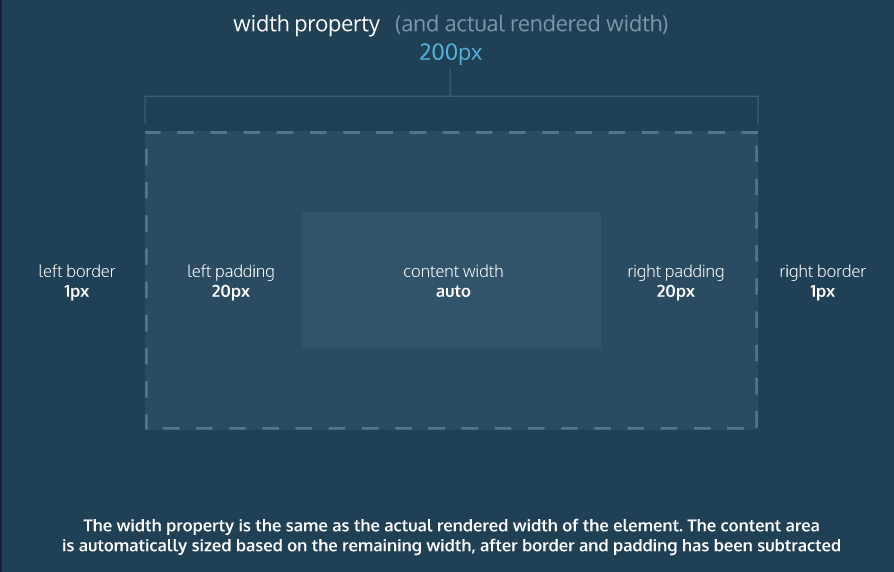 width property (and actual rendered width)
200px
left border
1px
left padding
20px
content width
auto
right padding
20px
right border
1px
The width property is the same as the actual rendered width of the element. The content area
is automatically sized based on the remaining width, after border and padding has been subtracted